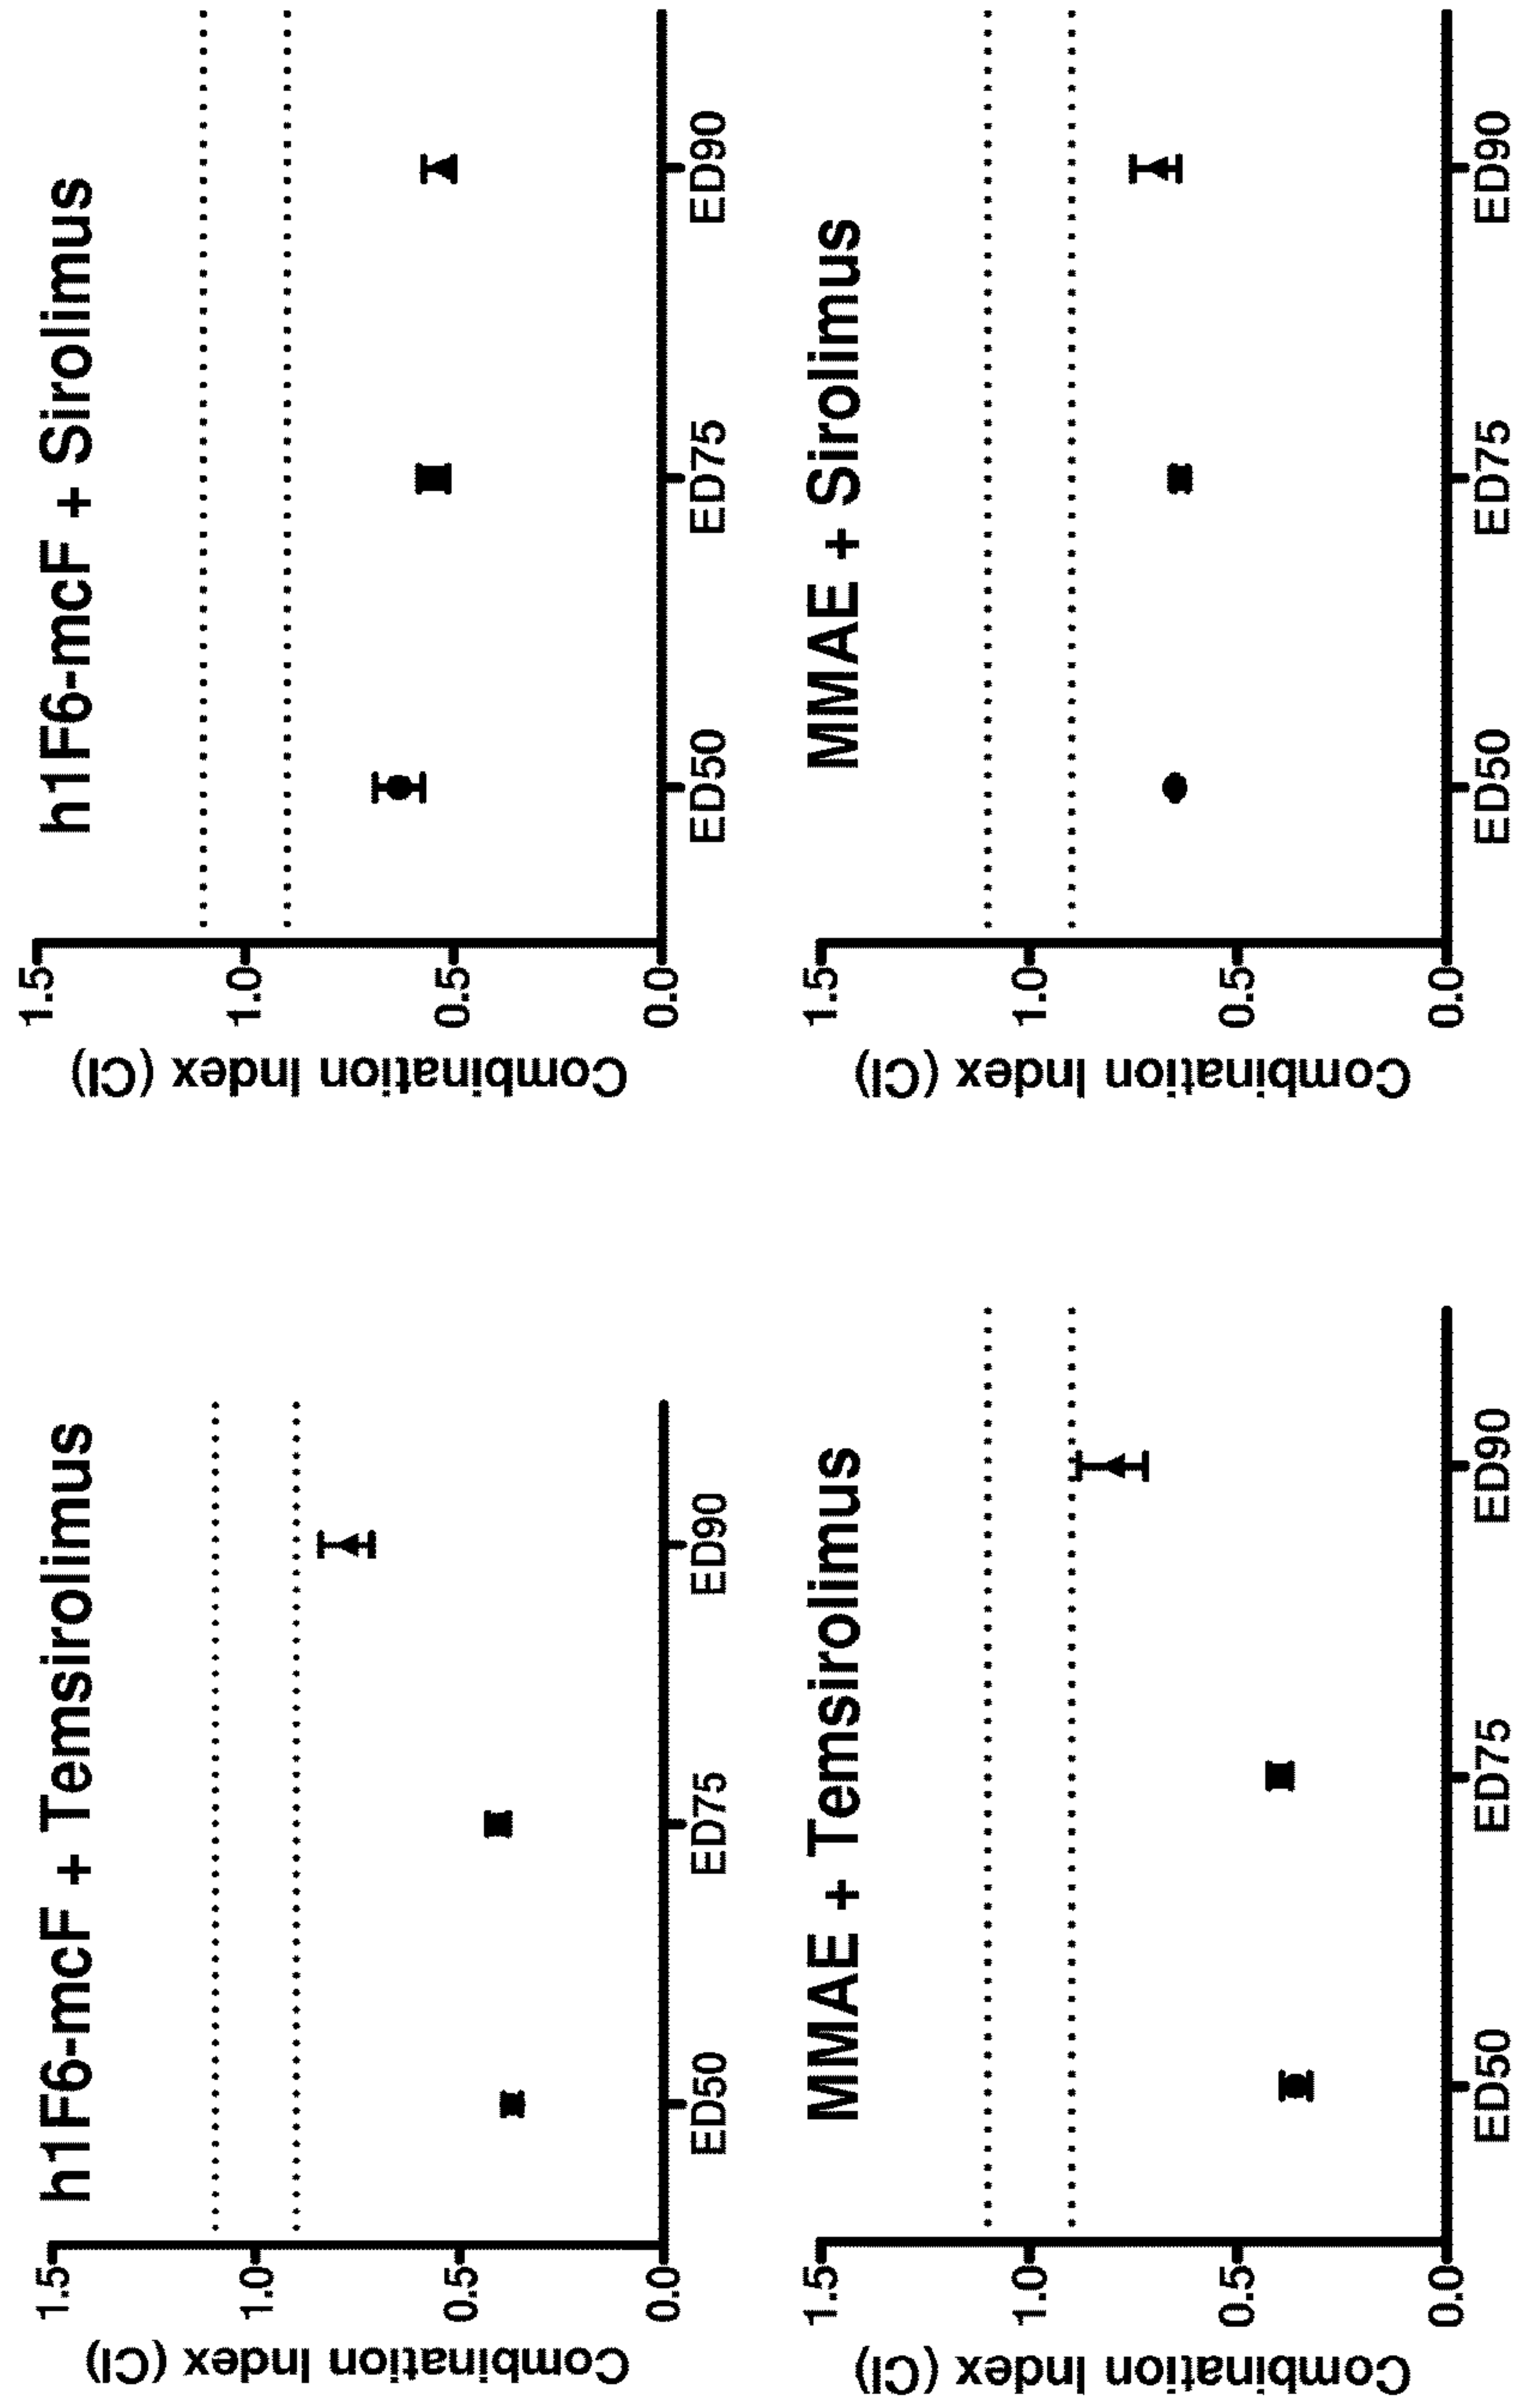 h1F6-mcF + Temsirolimus
Combination Index (CI)
1.5
1.0
0.5
0.0
ED50
ED75
ED90
h1F6-mcF + Sirolimus
Combination Index (CI)
1.5
1.0
0.5
0.0
ED50
ED75
ED90
MMAE + Temsirolimus
Combination Index (CI)
1.5
1.0
0.5
0.0
ED50
ED75
ED90
MMAE + Sirolimus
Combination Index (CI)
1.5
1.0
0.5
0.0
ED50
ED75
ED90